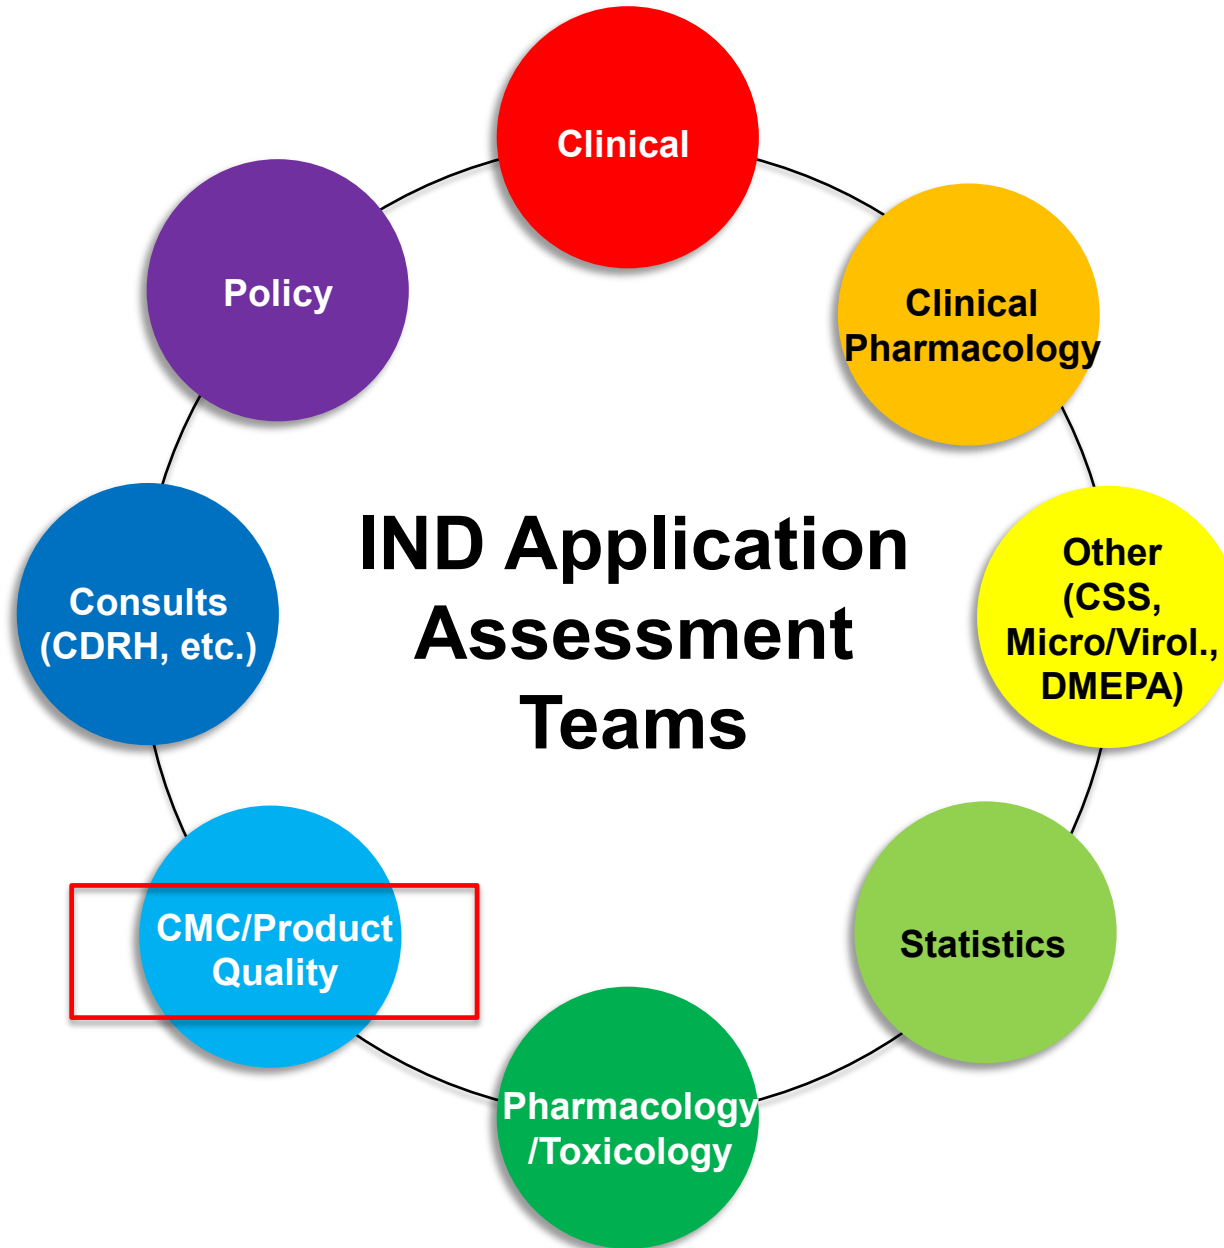 Clinical
Policy
Clinical
Pharmacology
IND Application
Assessment
Teams
Other
(CSS,
Micro/Virol.,
DMEPA)
Consults
(CDRH, etc.)
CMC/Product
Quality
Statistics
Pharmacology
/Toxicology